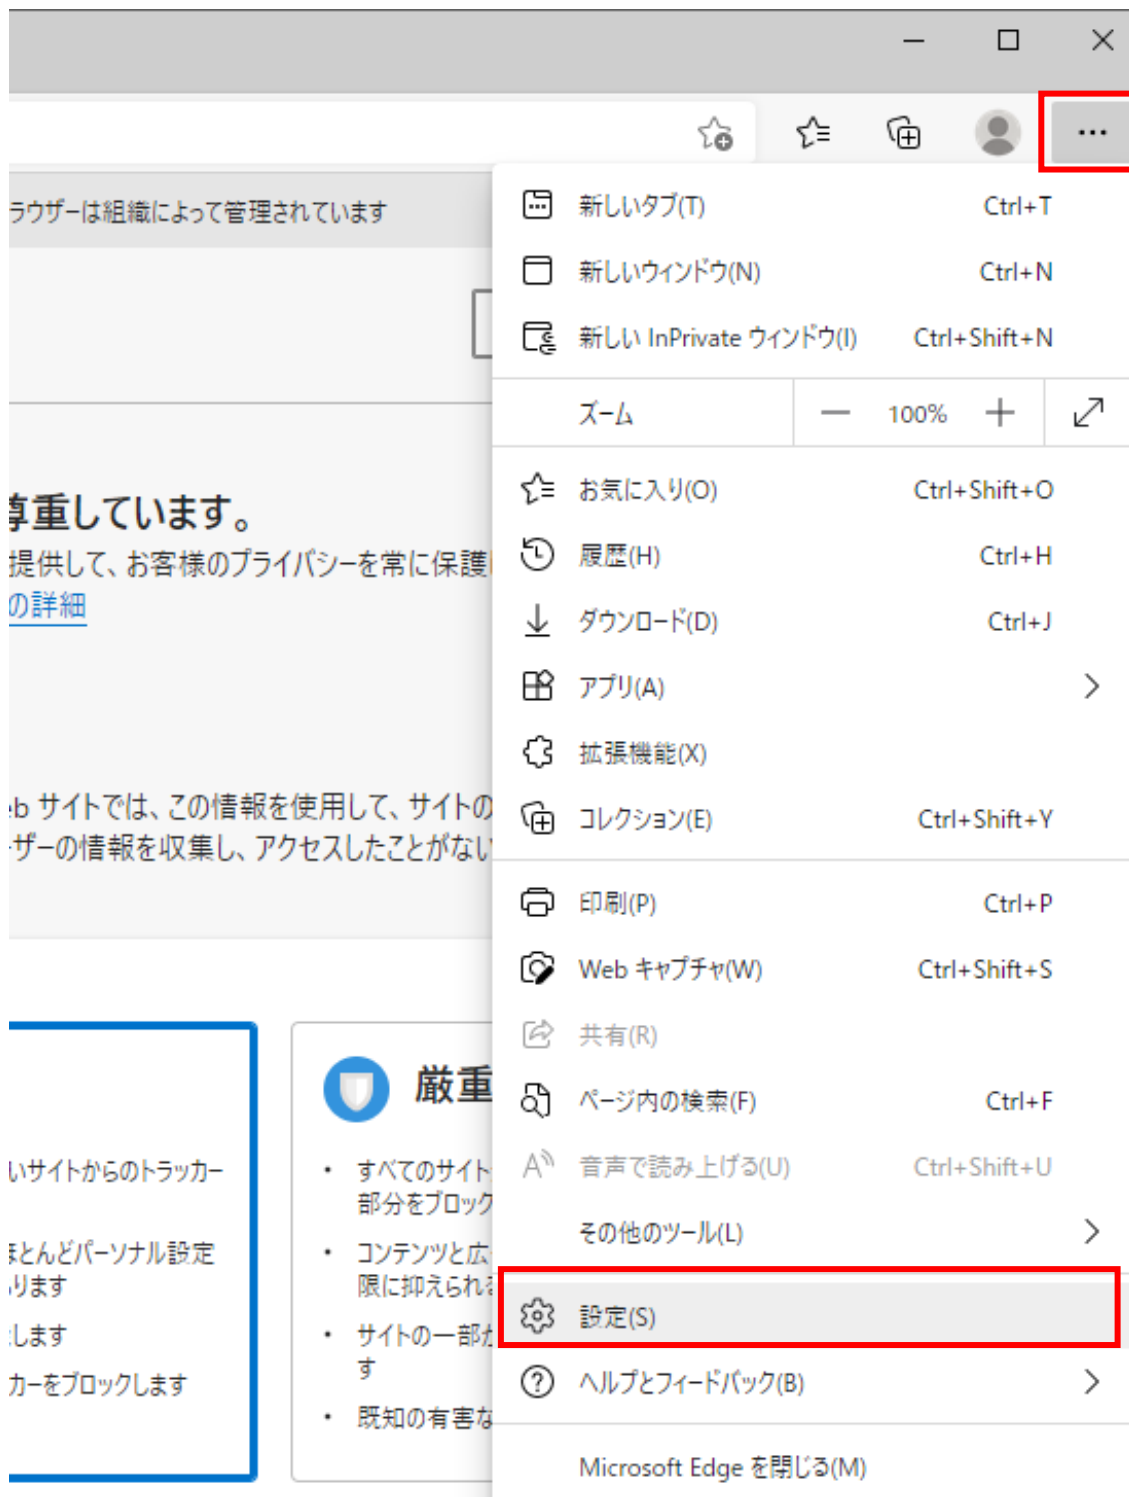 ラウザーは組織によって管理されています
尊重しています。
提供して、お客様のプライバシーを常に保護
の詳細
eb サイトでは、この情報を使用して、サイトの
ーザーの情報を収集し、アクセスしたことがない
いサイトからのトラッカー
ほとんどパーソナル設定
ります
します
カーをブロックします
厳重
• すべてのサイト
部分をブロック
• コンテンツと広
限に抑えられる
• サイトの一部が
す
• 既知の有害な
新しいタブ(T) Ctrl+T
新しいウィンドウ(N) Ctrl+N
新しい InPrivate ウィンドウ(I) Ctrl+Shift+N
ズーム 100%
お気に入り(O) Ctrl+Shift+O
履歴(H) Ctrl+H
ダウンロード(D) Ctrl+J
アプリ(A)
拡張機能(X)
コレクション(E) Ctrl+Shift+Y
印刷(P) Ctrl+P
Web キャプチャ(W) Ctrl+Shift+S
共有(R)
ページ内の検索(F) Ctrl+F
音声で読み上げる(U) Ctrl+Shift+U
その他のツール(L)
設定(S)
ヘルプとフィードバック(B)
Microsoft Edge を閉じる(M)